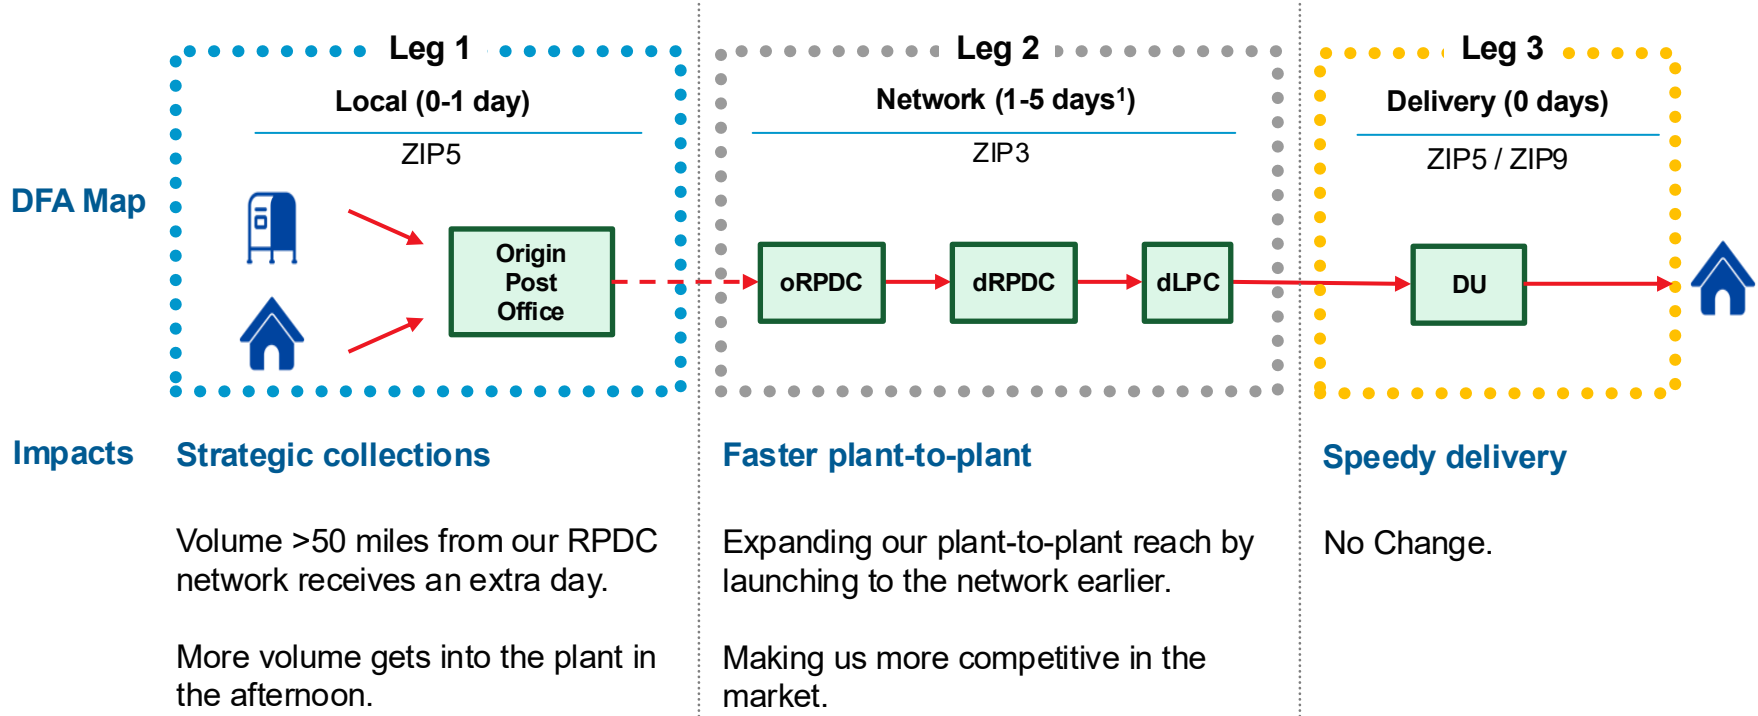 Leg 1
Leg 2
Leg 3
Local (0-1 day)
Network (1-5 days¹)
Delivery (0 days)
ZIP5
ZIP3
ZIP5 / ZIP9
DFA Map
Origin
Post
Office
oRPDC
dRPDC
dLPC
DU
Impacts
Strategic collections
Faster plant-to-plant
Speedy delivery
Volume >50 miles from our RPDC
network receives an extra day.
More volume gets into the plant in
the afternoon.
Expanding our plant-to-plant reach by
launching to the network earlier.
Making us more competitive in the
market.
No Change.